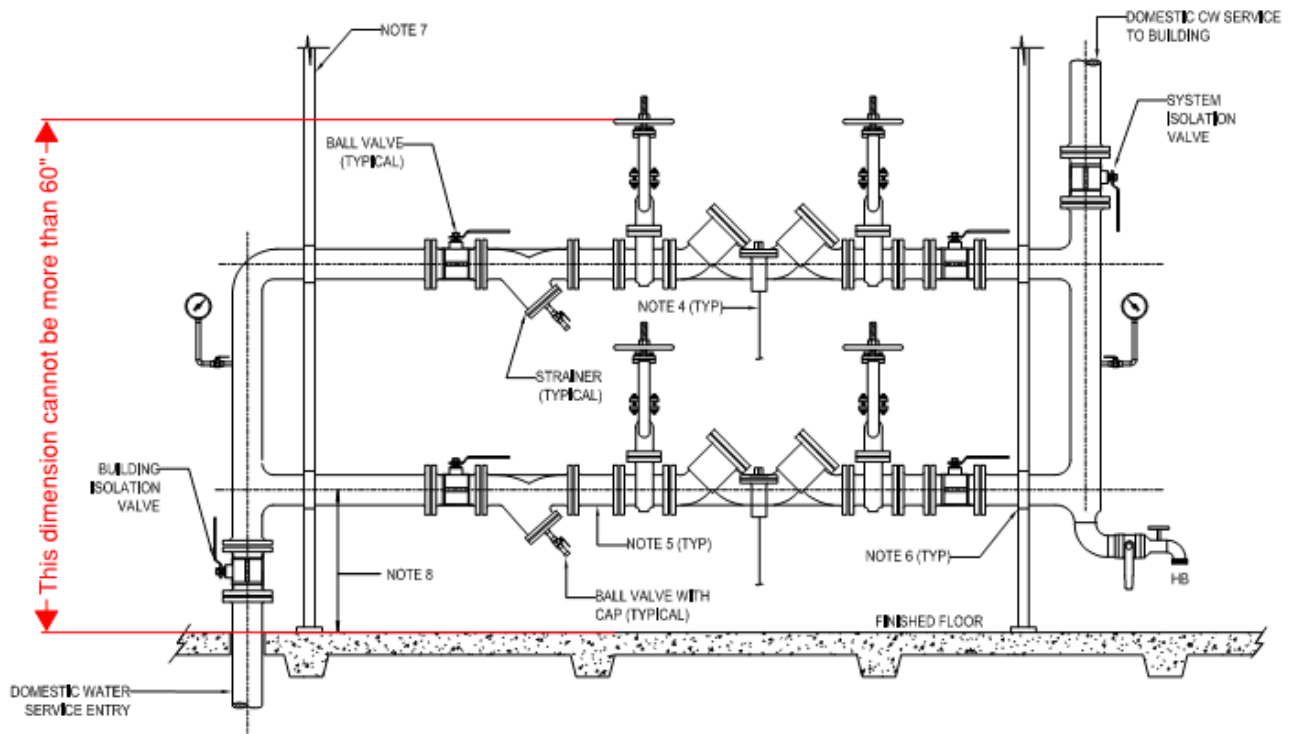 NOTE 7
DOMESTIC CW SERVICE
TO BUILDING
SYSTEM
ISOLATION
VALVE
BALL VALVE
(TYPICAL)
This dimension cannot be more than 60"
NOTE 4 (TYP)
STRAINER
(TYPICAL)
BUILDING
ISOLATION
VALVE
NOTE 5 (TYP)
NOTE 6 (TYP)
NOTE 8
BALL VALVE WITH
CAP (TYPICAL)
HB
FINISHED FLOOR
DOMESTIC WATER
SERVICE ENTRY